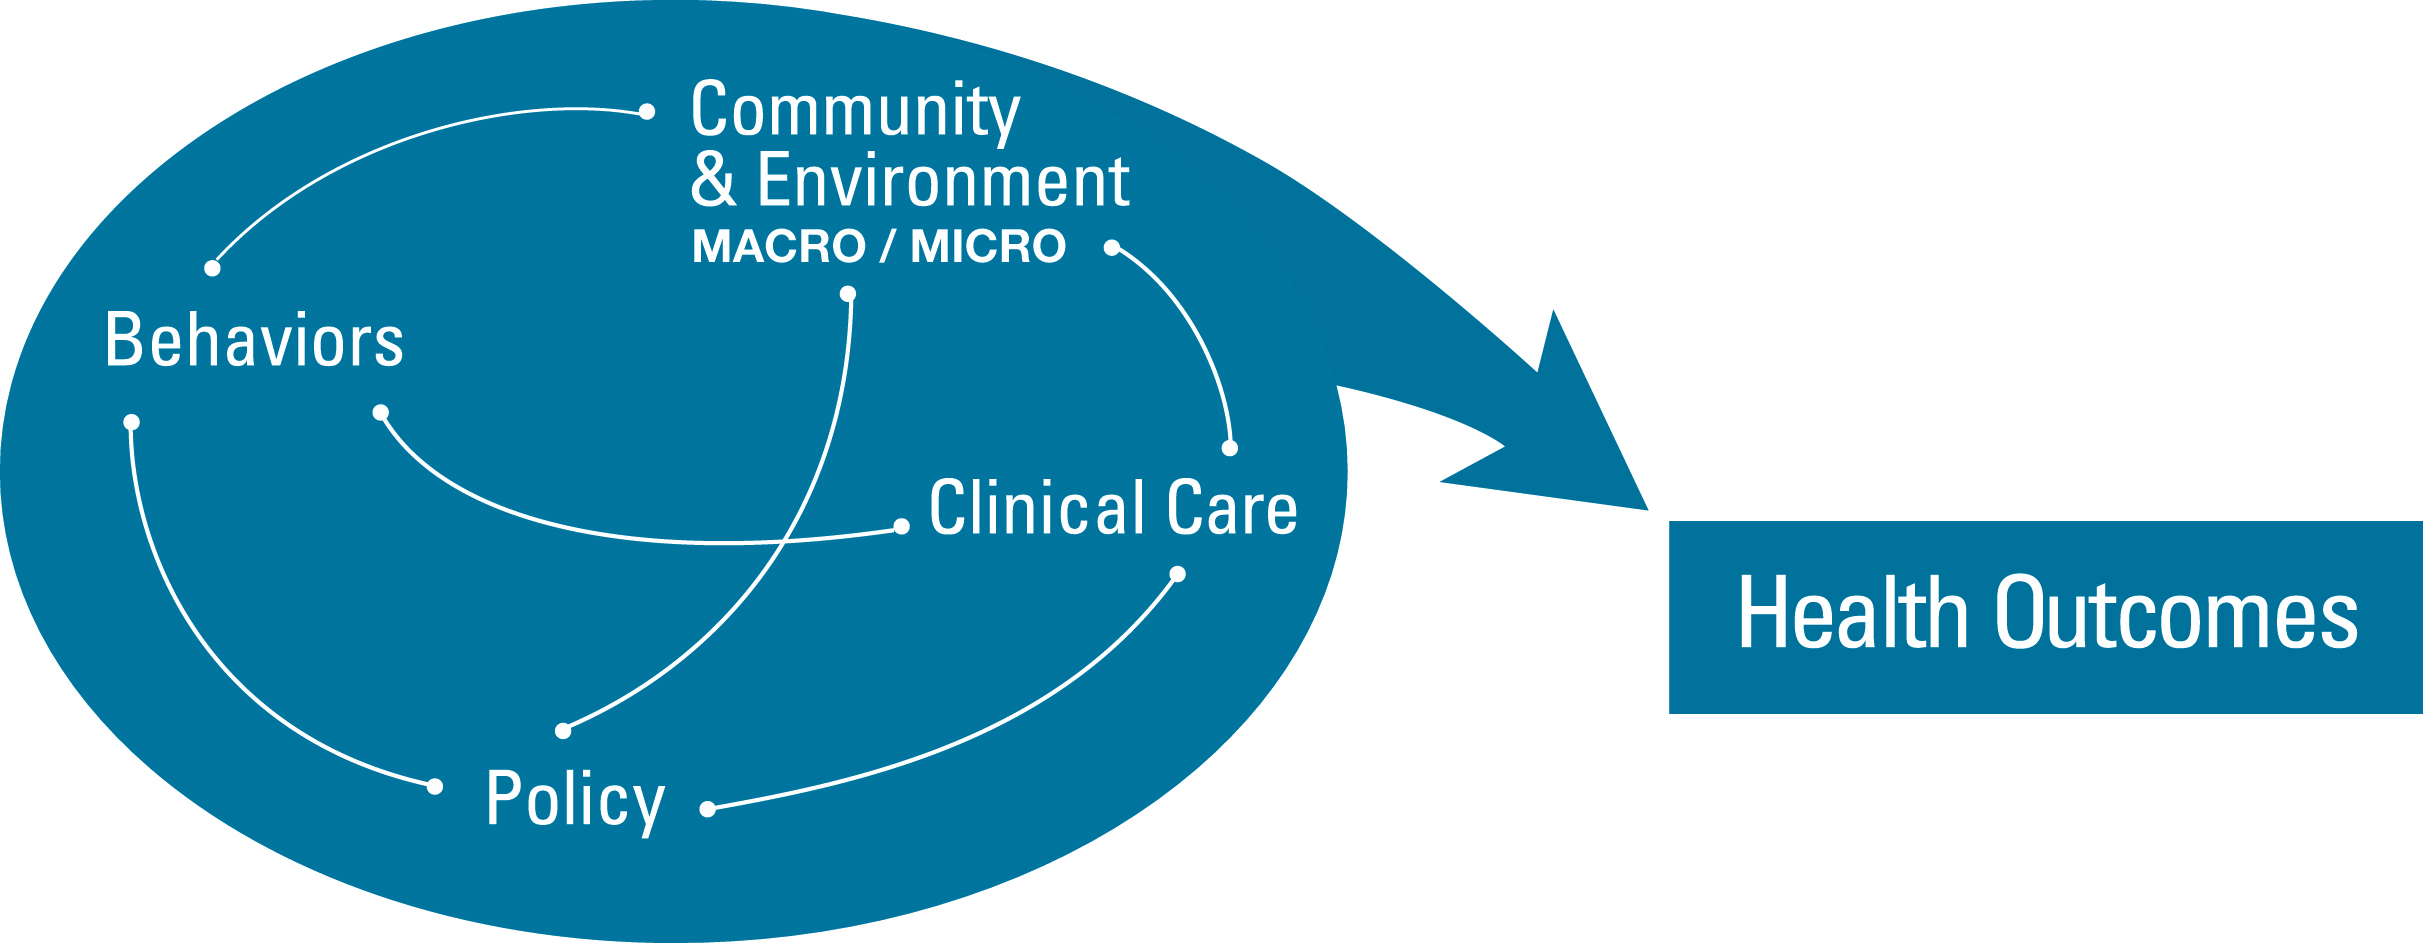 Community
& Environment
MACRO / MICRO
Behaviors
Clinical Care
Policy
Health Outcomes